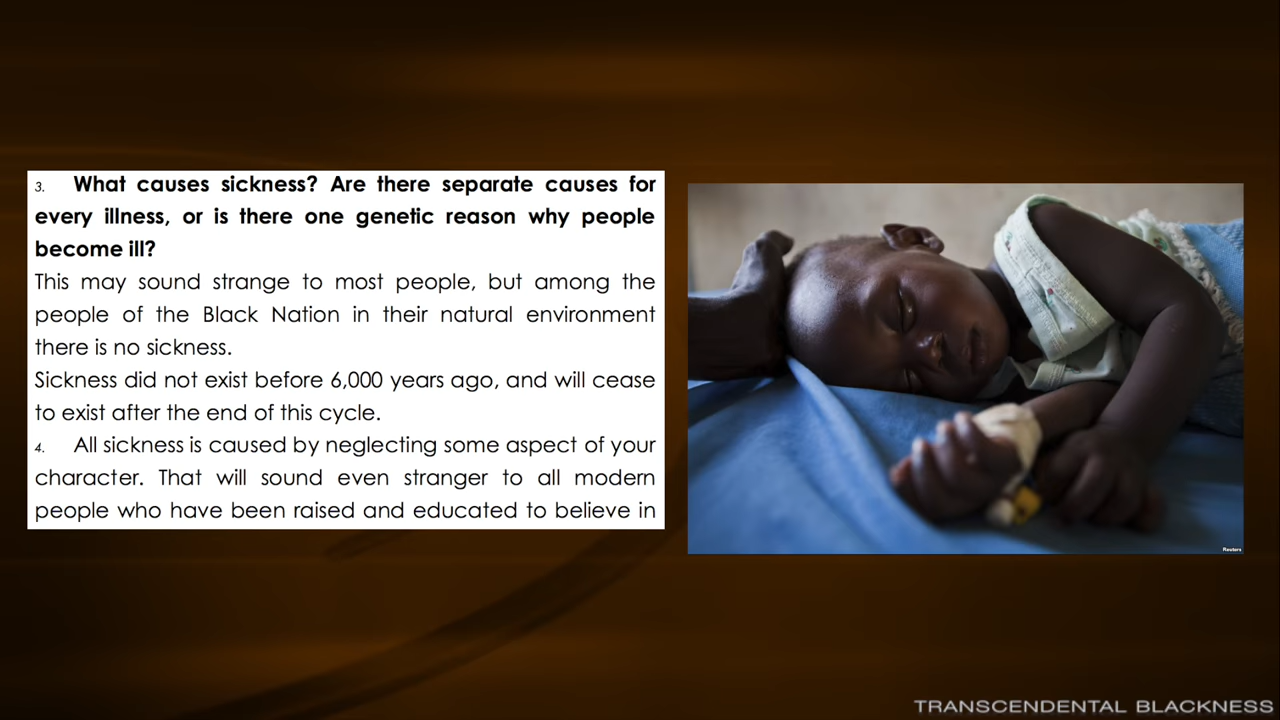 3. What causes sickness? Are there separate causes for
every illness, or is there one genetic reason why people
become ill?
This may sound strange to most people, but among the
people of the Black Nation in their natural environment
there is no sickness.
Sickness did not exist before 6,000 years ago, and will cease
to exist after the end of this cycle.
4. All sickness is caused by neglecting some aspect of your
character. That will sound even stranger to all modern
people who have been raised and educated to believe in
Reuters
TRANSCENDENTAL BLACKNESS